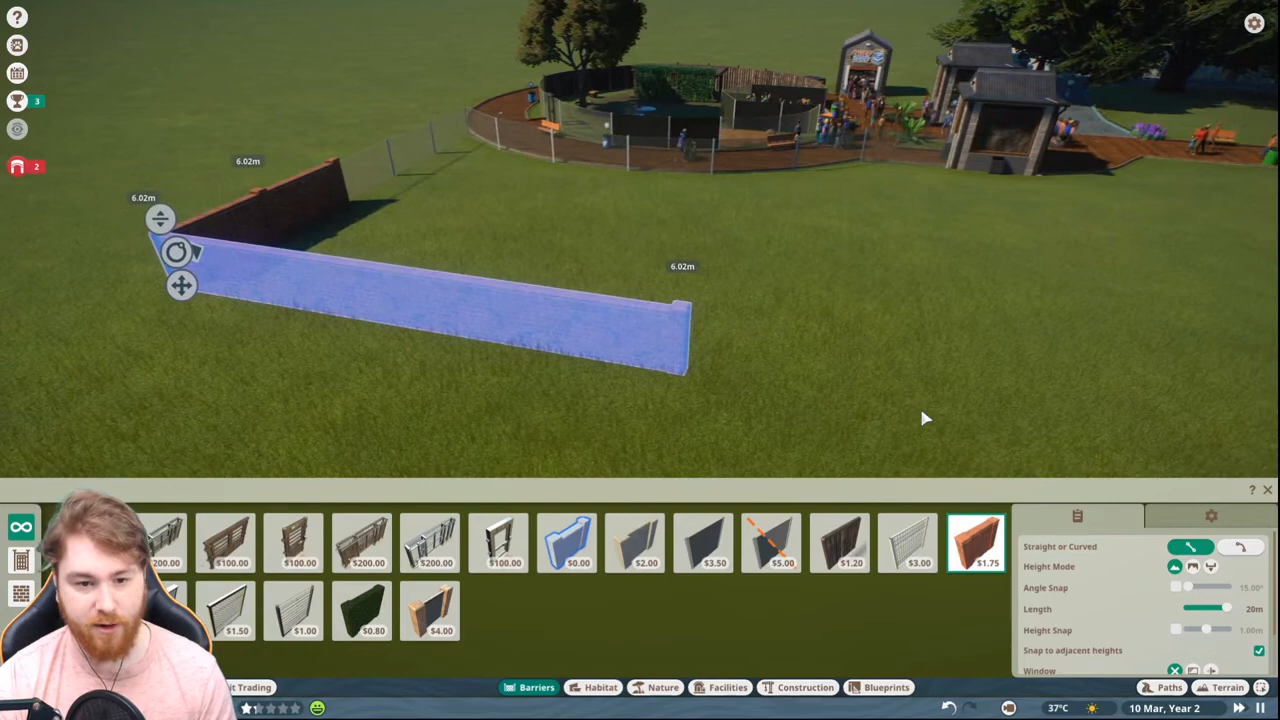 ?
3
2
6.02m
6.02m
6.02m
? ×
$200.00 $100.00 $100.00 $200.00 $200.00 $100.00 $0.00 $2.00 $3.50 $5.00 $1.20 $3.00 $1.75
$1.50 $1.00 $0.80 $4.00
Straight or Curved
Height Mode
Angle Snap 15.00°
Length 20m
Height Snap 1.00m
Snap to adjacent heights
Window
it Trading Barriers Habitat Nature Facilities Construction Blueprints Paths Terrain
37°C 10 Mar, Year 2